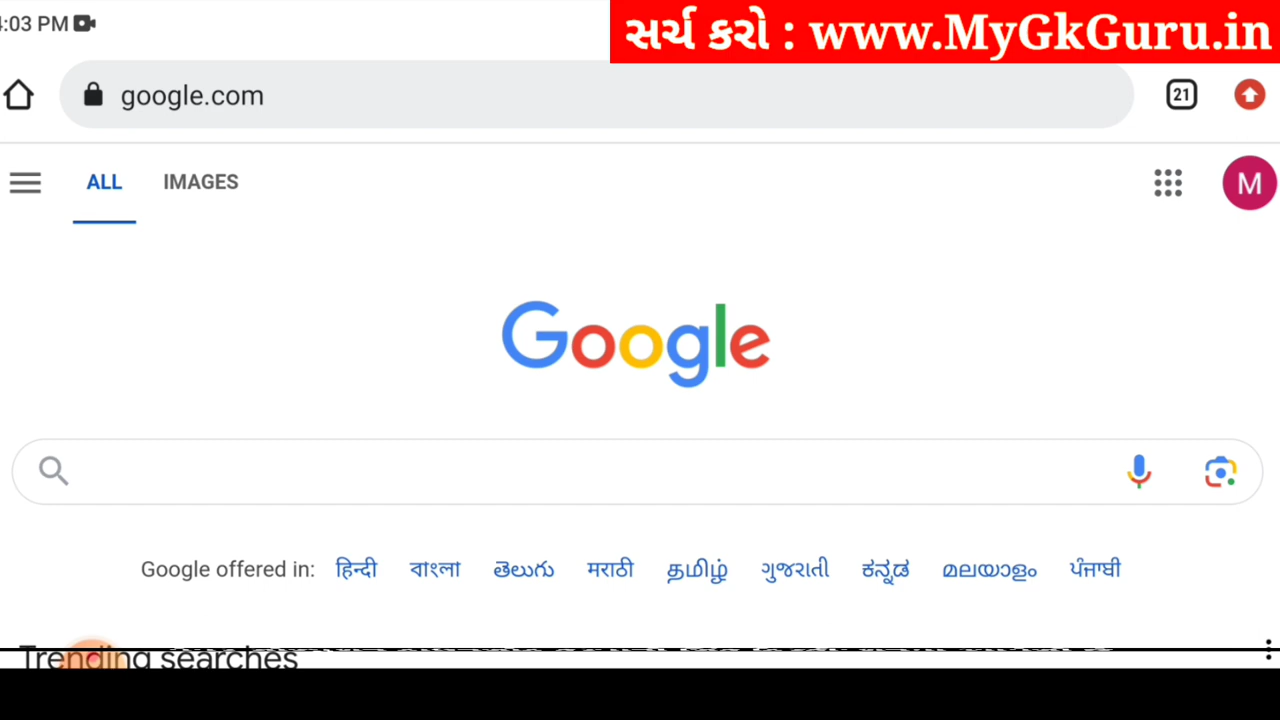 :03 PM
સર્ચ કરો : www.MyGkGuru.in
google.com
21
ALL IMAGES
M
Google
Google offered in: हिन्दी বাংলা తెలుగు मराठी தமிழ் ગુજરાતી ಕನ್ನಡ മലയാളം ਪੰਜਾਬੀ
Trending searches